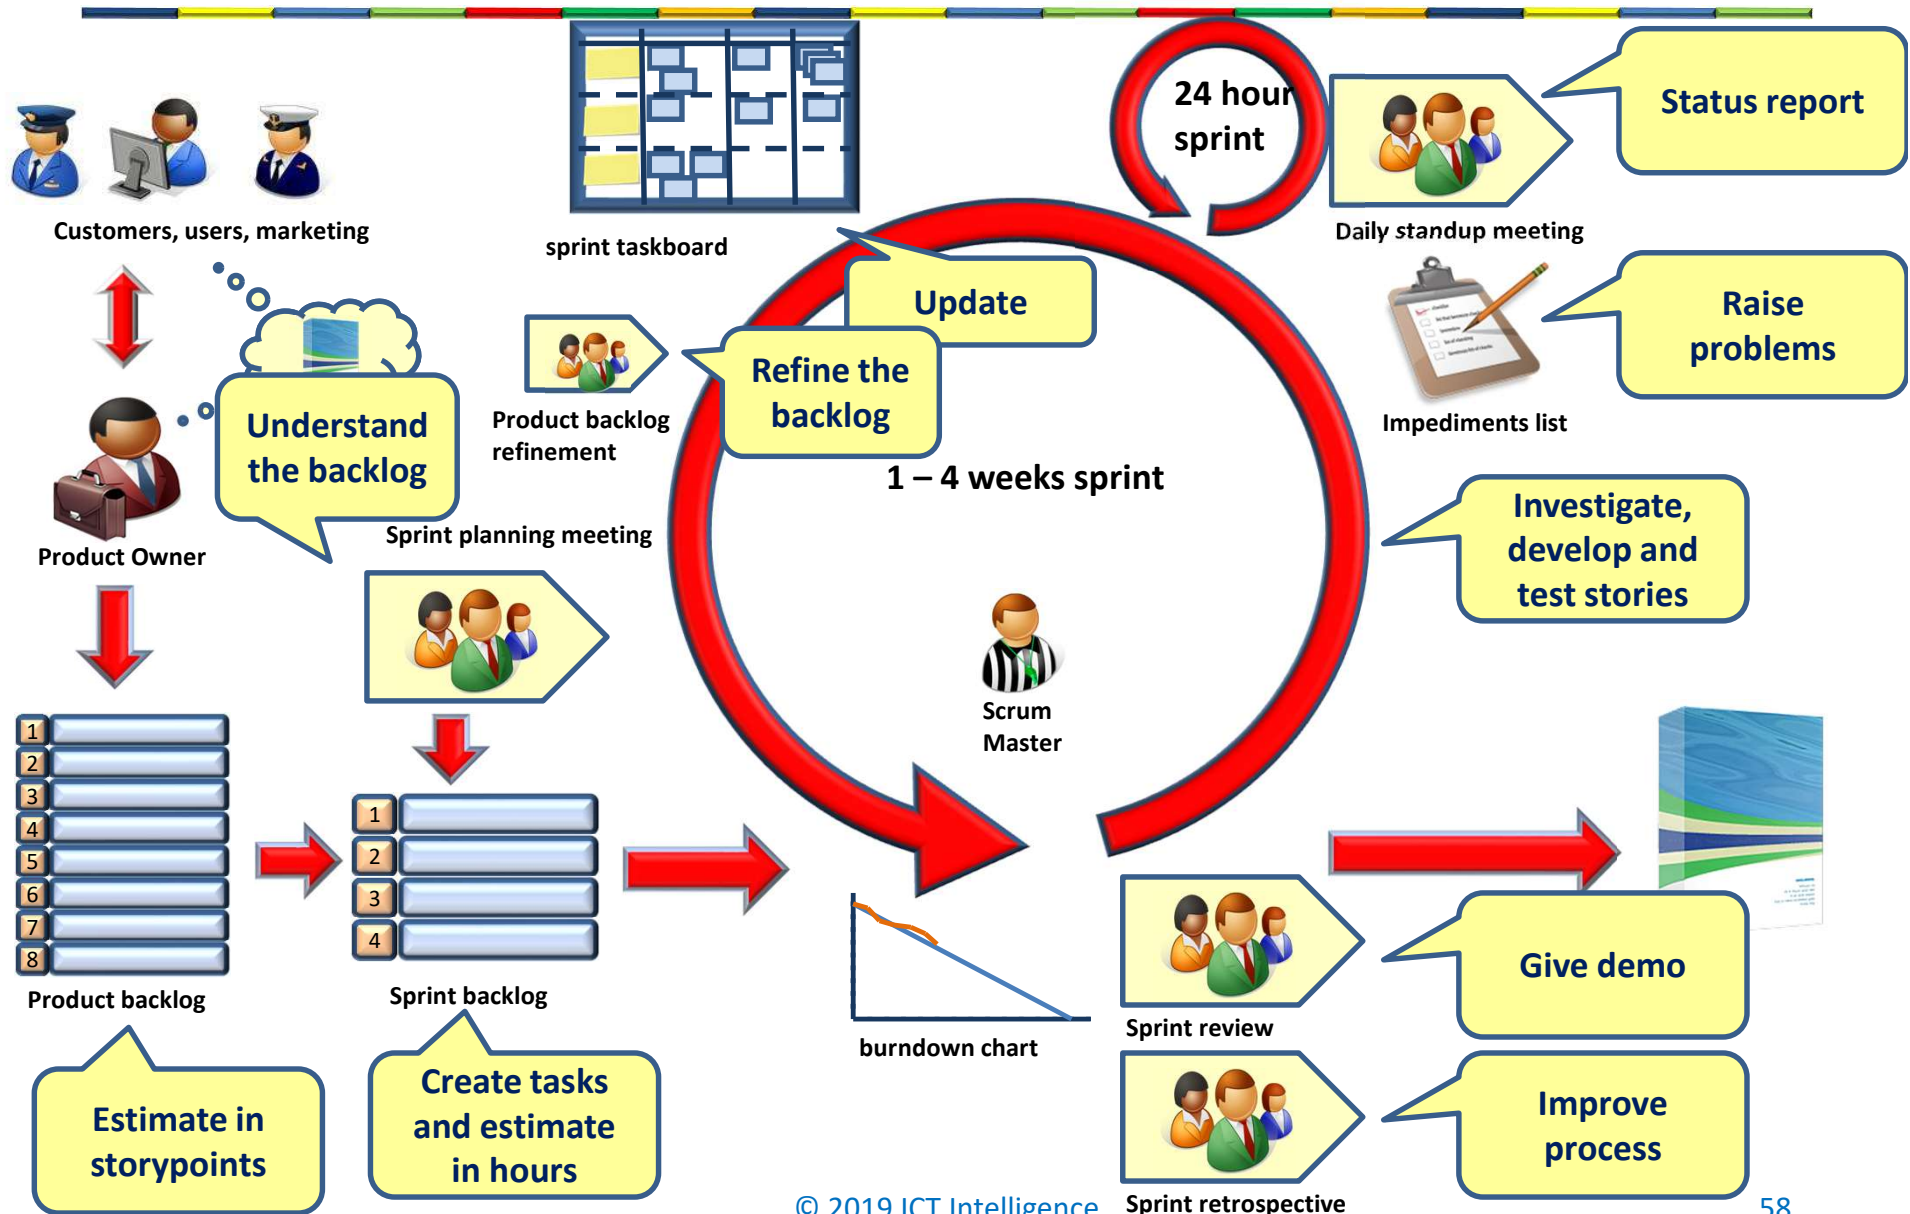 24 hour
sprint
Status report
Customers, users, marketing
sprint taskboard
Daily standup meeting
Update
Raise
problems
Refine the
backlog
Product backlog
refinement
Impediments list
Understand
the backlog
1 – 4 weeks sprint
Sprint planning meeting
Product Owner
Investigate,
develop and
test stories
Scrum
Master
1
2
3
4
5
6
7
8
1
2
3
4
Product backlog
Sprint backlog
burndown chart
Sprint review
Give demo
Estimate in
storypoints
Create tasks
and estimate
in hours
Improve
process
Sprint retrospective
© 2019 ICT Intelligence
58